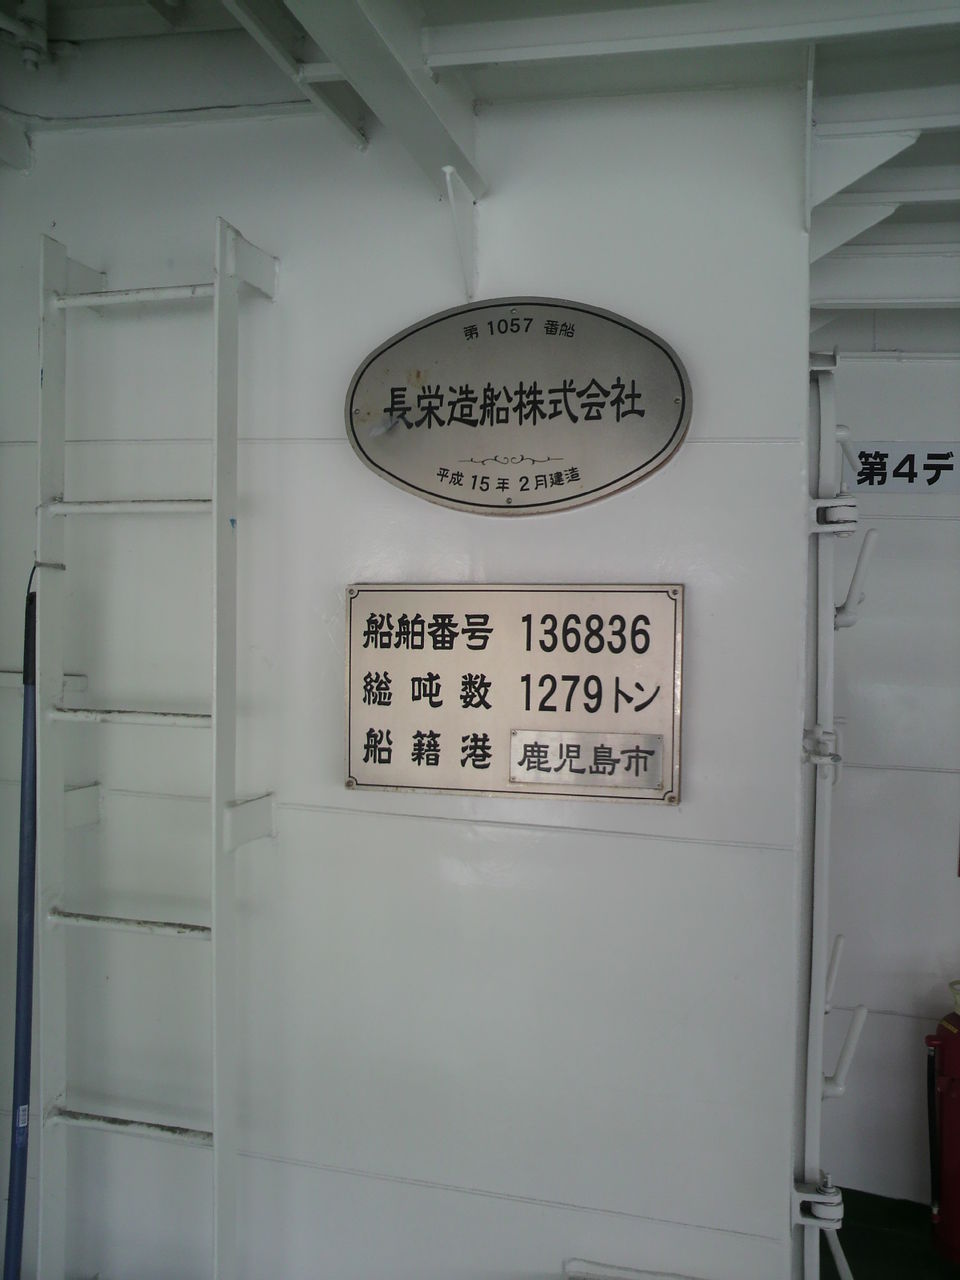 第 1057 番船
長栄造船株式会社
平成 15 年 2 月建造
第4デ
船舶番号 136836
総吨数 1279トン
船籍港 鹿児島市